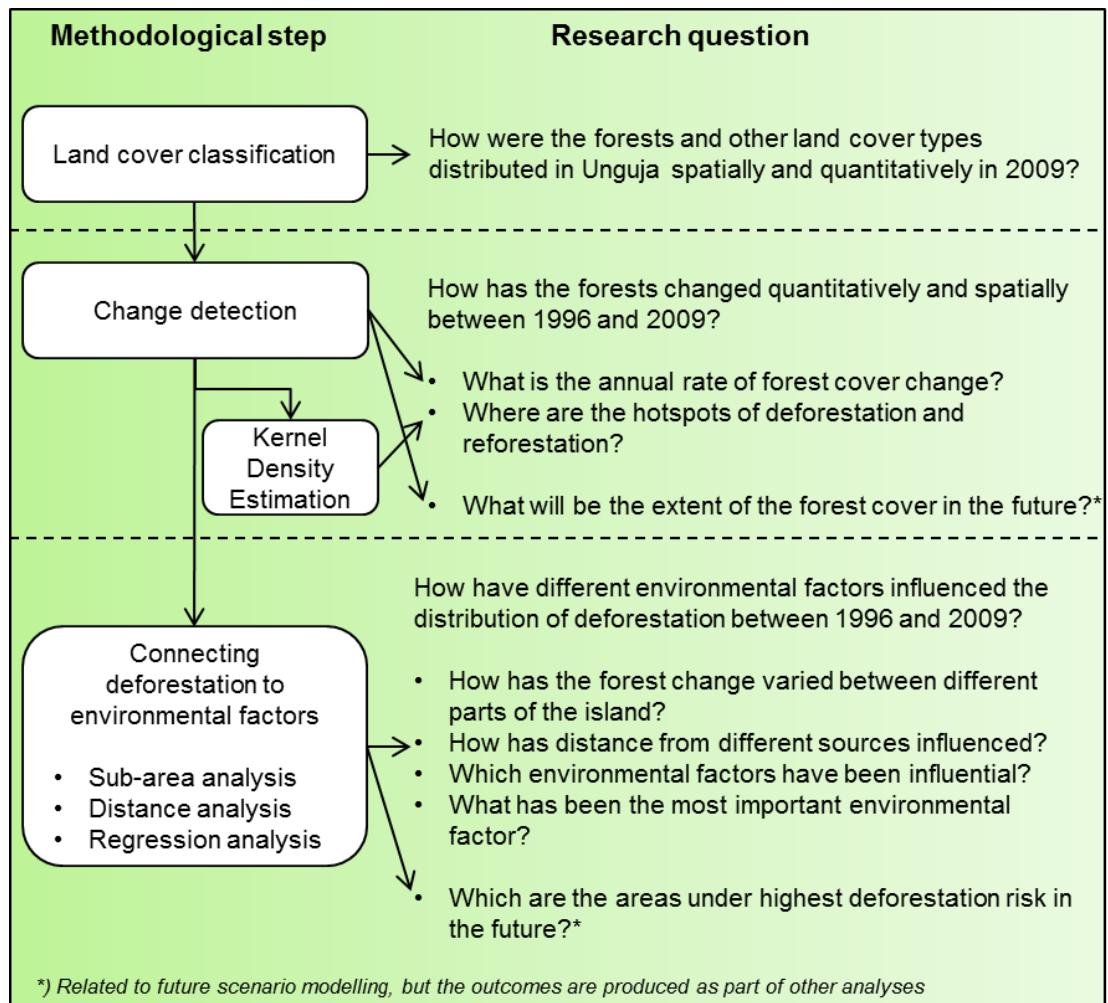 Methodological step
Research question
Land cover classification
How were the forests and other land cover types
distributed in Unguja spatially and quantitatively in 2009?
Change detection
How has the forests changed quantitatively and spatially
between 1996 and 2009?
• What is the annual rate of forest cover change?
• Where are the hotspots of deforestation and
reforestation?
Kernel
Density
Estimation
• What will be the extent of the forest cover in the future?*
How have different environmental factors influenced the
distribution of deforestation between 1996 and 2009?
Connecting
deforestation to
environmental factors
• Sub-area analysis
• Distance analysis
• Regression analysis
• How has the forest change varied between different
parts of the island?
• How has distance from different sources influenced?
• Which environmental factors have been influential?
• What has been the most important environmental
factor?
• Which are the areas under highest deforestation risk in
the future?*
*) Related to future scenario modelling, but the outcomes are produced as part of other analyses